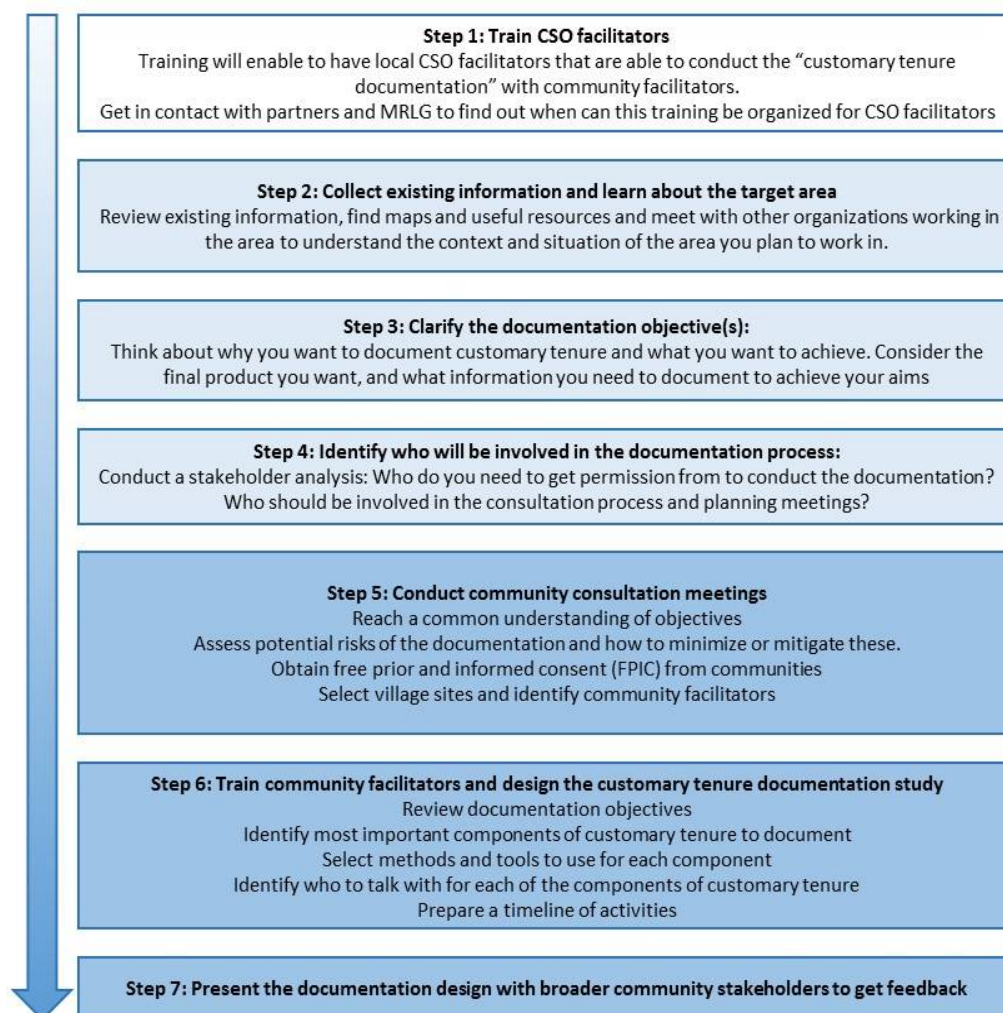 Step 1: Train CSO facilitators
Training will enable to have local CSO facilitators that are able to conduct the “customary tenure
documentation” with community facilitators.
Get in contact with partners and MRLG to find out when can this training be organized for CSO facilitators
Step 2: Collect existing information and learn about the target area
Review existing information, find maps and useful resources and meet with other organizations working in
the area to understand the context and situation of the area you plan to work in.
Step 3: Clarify the documentation objective(s):
Think about why you want to document customary tenure and what you want to achieve. Consider the
final product you want, and what information you need to document to achieve your aims
Step 4: Identify who will be involved in the documentation process:
Conduct a stakeholder analysis: Who do you need to get permission from to conduct the documentation?
Who should be involved in the consultation process and planning meetings?
Step 5: Conduct community consultation meetings
Reach a common understanding of objectives
Assess potential risks of the documentation and how to minimize or mitigate these.
Obtain free prior and informed consent (FPIC) from communities
Select village sites and identify community facilitators
Step 6: Train community facilitators and design the customary tenure documentation study
Review documentation objectives
Identify most important components of customary tenure to document
Select methods and tools to use for each component
Identify who to talk with for each of the components of customary tenure
Prepare a timeline of activities
Step 7: Present the documentation design with broader community stakeholders to get feedback